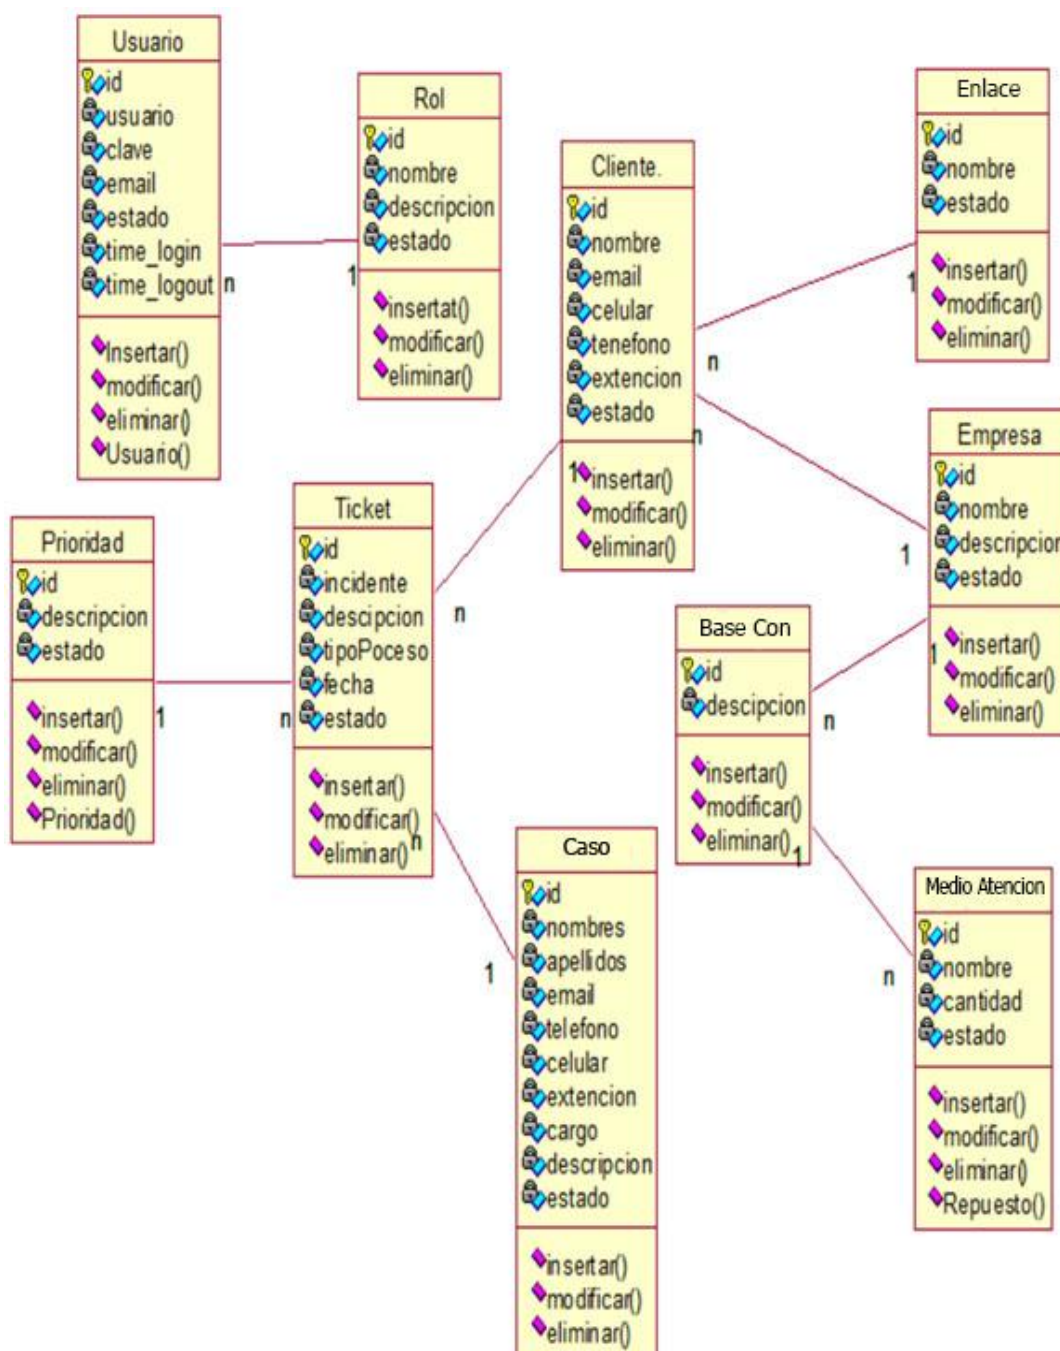 Usuario
id
usuario
clave
email
estado
time_login
time_logout
Insertar()
modificar()
eliminar()
Usuario()
n
1
Rol
id
nombre
descripcion
estado
insertat()
modificar()
eliminar()
Cliente.
id
nombre
email
celular
tenefono
extencion
estado
insertar()
modificar()
eliminar()
n
1
Enlace
id
nombre
estado
insertar()
modificar()
eliminar()
n
1
Empresa
id
nombre
descripcion
estado
insertar()
modificar()
eliminar()
1
n
Prioridad
id
descripcion
estado
insertar()
modificar()
eliminar()
Prioridad()
1
n
Ticket
id
incidente
descipcion
tipoPoceso
fecha
estado
insertar()
modificar()
eliminar()
n
1
Caso
id
nombres
apellidos
email
telefono
celular
extencion
cargo
descripcion
estado
insertar()
modificar()
eliminar()
Base Con
id
descipcion
insertar()
modificar()
eliminar()
n
1
1
n
Medio Atencion
id
nombre
cantidad
estado
insertar()
modificar()
eliminar()
Repuesto()